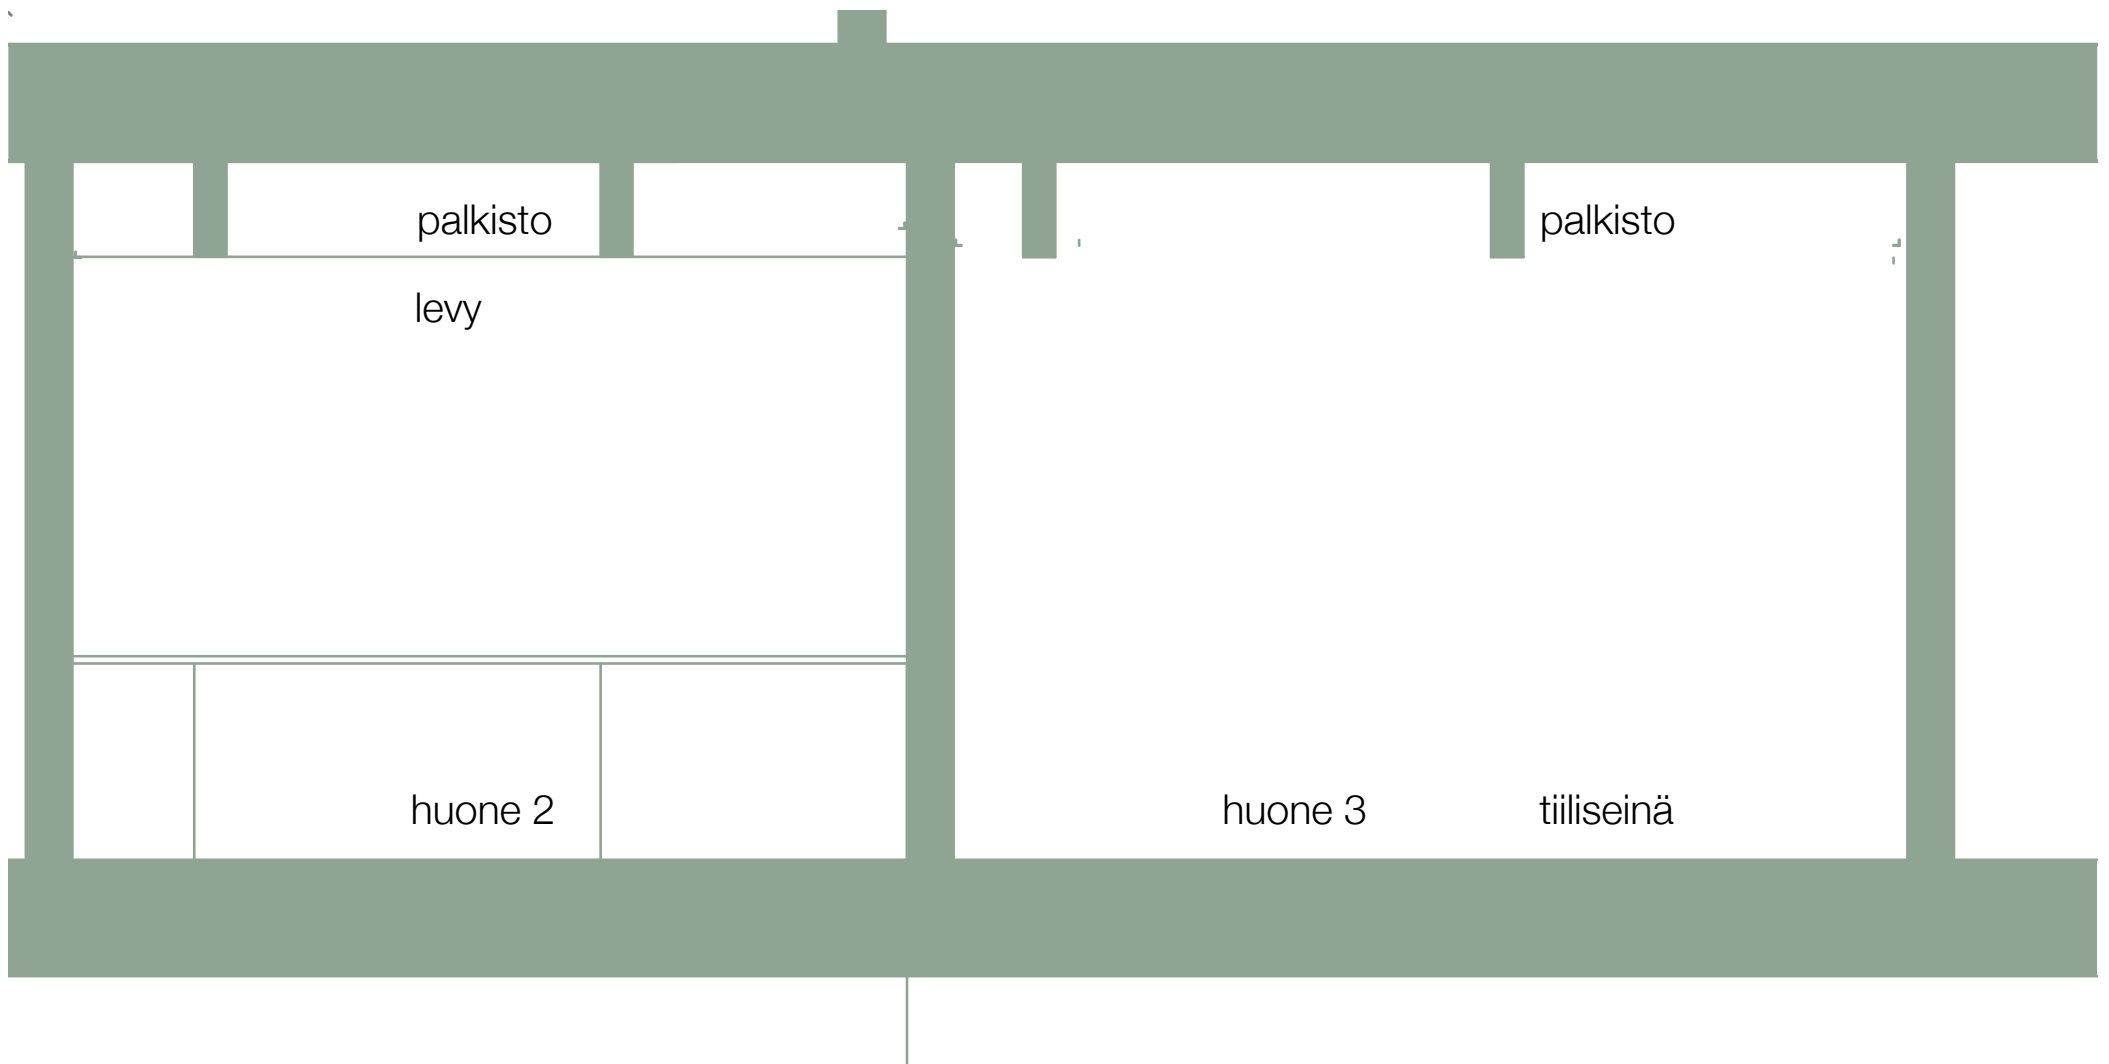 palkisto
palkisto
levy
huone 2
huone 3
tiiliseinä